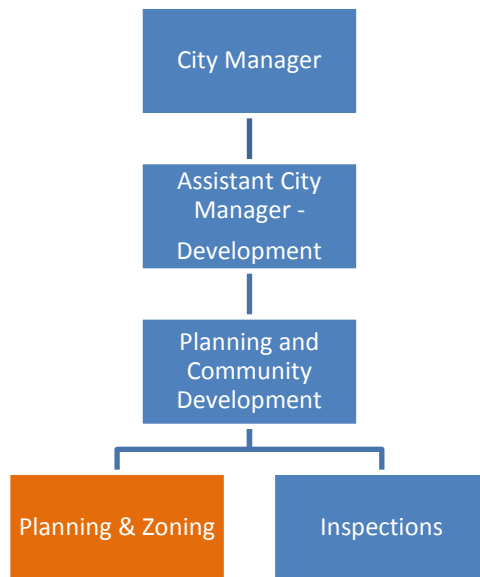 City Manager
Assistant City
Manager -
Development
Planning and
Community
Development
Planning & Zoning
Inspections